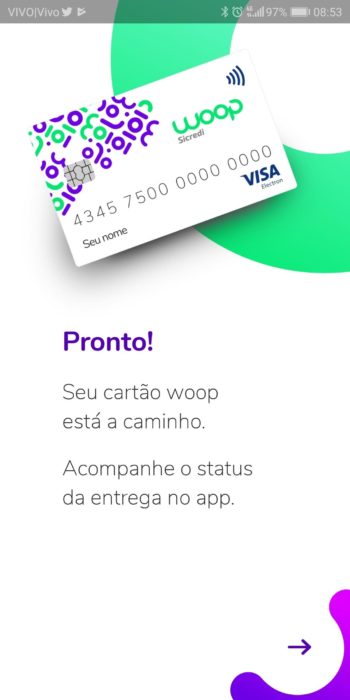 VIVO|Vivo 97% 08:53
woop
Sicredi
4345 7500 0000 0000
Seu nome
VISA
Electron
Pronto!
Seu cartão woop
está a caminho.
Acompanhe o status
da entrega no app.